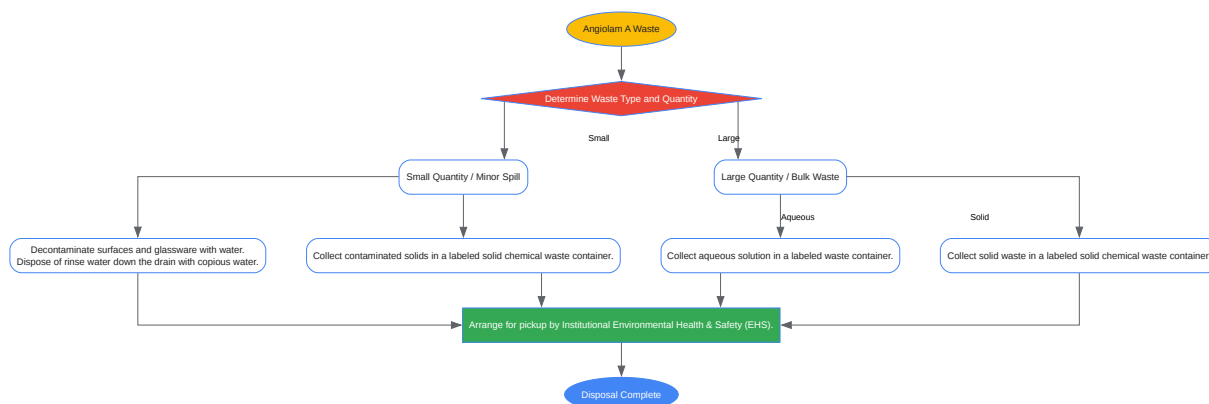 Angiolam A Waste
Determine Waste Type and Quantity
Small
Large
Small Quantity / Minor Spill
Large Quantity / Bulk Waste
Aqueous
Solid
Decontaminate surfaces and glassware with water.
Dispose of rinse water down the drain with copious water.
Collect contaminated solids in a labeled solid chemical waste container.
Collect aqueous solution in a labeled waste container.
Collect solid waste in a labeled solid chemical waste container
Arrange for pickup by Institutional Environmental Health & Safety (EHS).
Disposal Complete